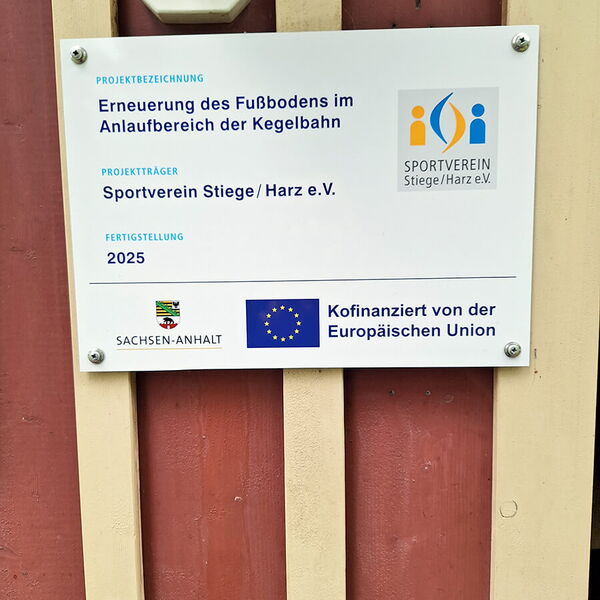 PROJEKTBEZEICHNUNG
Erneuerung des Fußbodens im
Anlaufbereich der Kegelbahn
PROJEKTTRÄGER
Sportverein Stiege/Harz e.V.
FERTIGSTELLUNG
2025
SPORTVEREIN
Stiege/Harz e.V.
SACHSEN-ANHALT
Kofinanziert von der
Europäischen Union